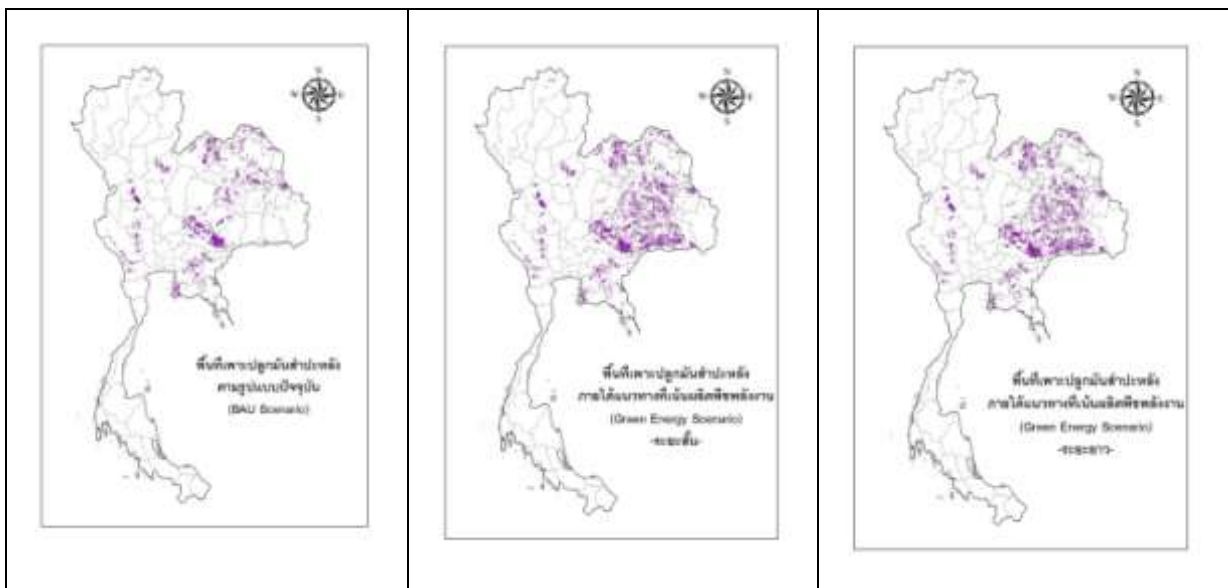 N
W
E
S
พื้นที่เพาะปลูกมันสำปะหลัง
ตามรูปแบบปัจจุบัน
(BAU Scenario)
N
W
E
S
พื้นที่เพาะปลูกมันสำปะหลัง
ภายใต้แนวทางที่เน้นผลิตพืชพลังงาน
(Green Energy Scenario)
-ระยะสั้น-
N
W
E
S
พื้นที่เพาะปลูกมันสำปะหลัง
ภายใต้แนวทางที่เน้นผลิตพืชพลังงาน
(Green Energy Scenario)
-ระยะยาว-